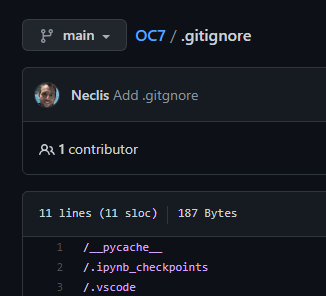 main
OC7 / .gitignore
Neclis Add .gitgnore
1 contributor
11 lines (11 sloc) 187 Bytes
1 /__pycache__
2 /.ipynb_checkpoints
3 /.vscode